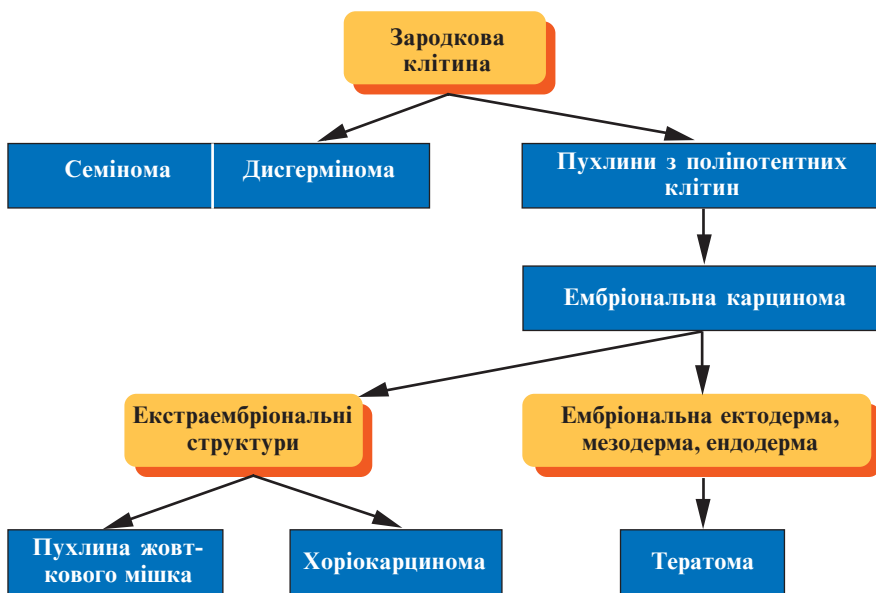 Зародкова
клітина
Семінома
Дисгермінома
Пухлини з поліпотентних
клітин
Ембріональна карцинома
Екстраембріональні
структури
Ембріональна ектодерма,
мезодерма, ендодерма
Пухлина жовт-
кового мішка
Хоріокарцинома
Тератома